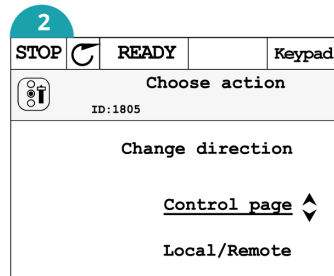 2
STOP READY Keypad
Choose action
ID:1805
Change direction
Control page
Local/Remote